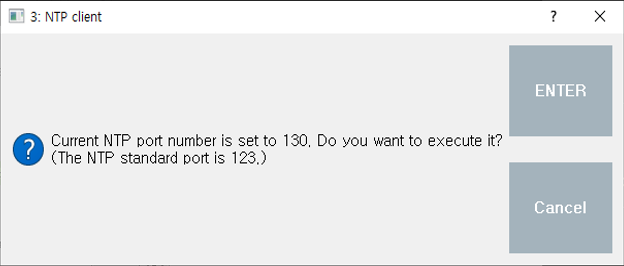 3: NTP client
?
ENTER
Current NTP port number is set to 130, Do you want to execute it?
(The NTP standard port is 123,)
Cancel